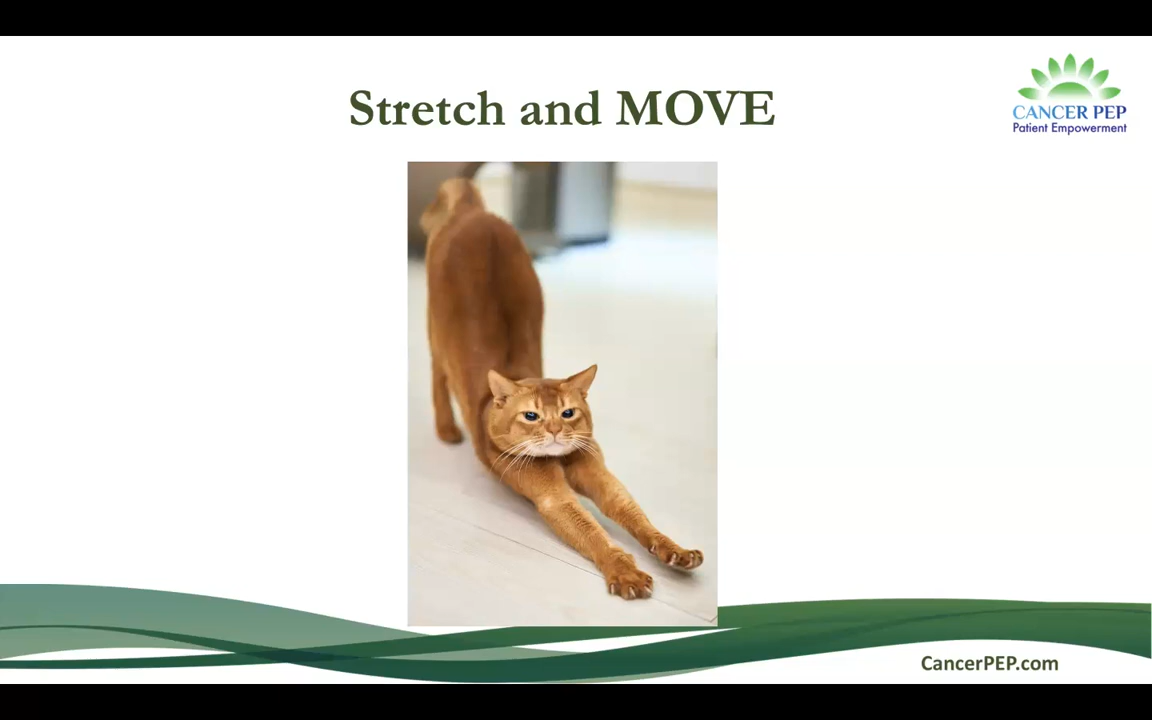 Stretch and MOVE
CANCER PEP
Patient Empowerment
CancerPEP.com